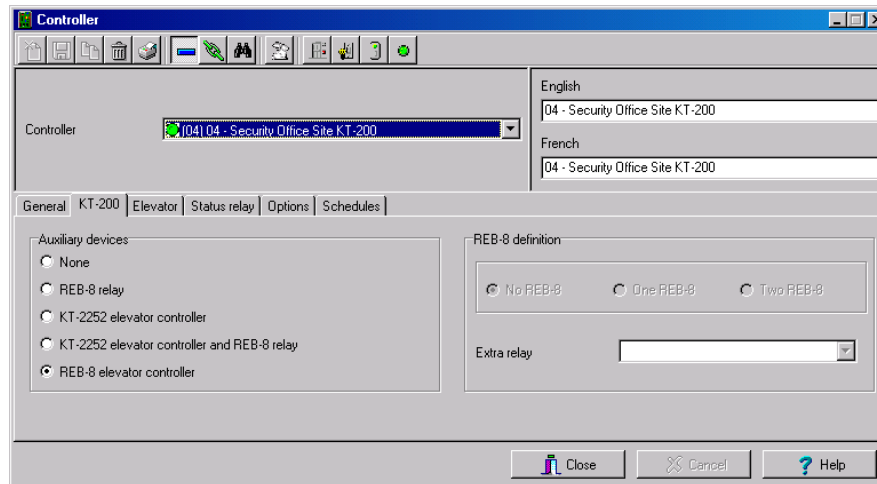 Controller
English
04 - Security Office Site KT-200
Controller
(04) 04 - Security Office Site KT-200
French
04 - Security Office Site KT-200
General KT-200 Elevator Status relay Options Schedules
Auxiliary devices
None
REB-8 relay
KT-2252 elevator controller
KT-2252 elevator controller and REB-8 relay
REB-8 elevator controller
REB-8 definition
No REB-8 One REB-8 Two REB-8
Extra relay
Close Cancel Help